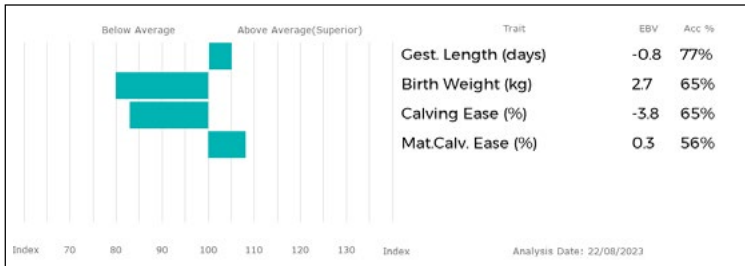 Below Average Above Average(Superior) Trait EBV Acc %
Gest. Length (days) -0.8 77%
Birth Weight (kg) 2.7 65%
Calving Ease (%) -3.8 65%
Mat.Calv. Ease (%) 0.3 56%
Index 70 80 90 100 110 120 130 Index Analysis Date: 22/08/2023